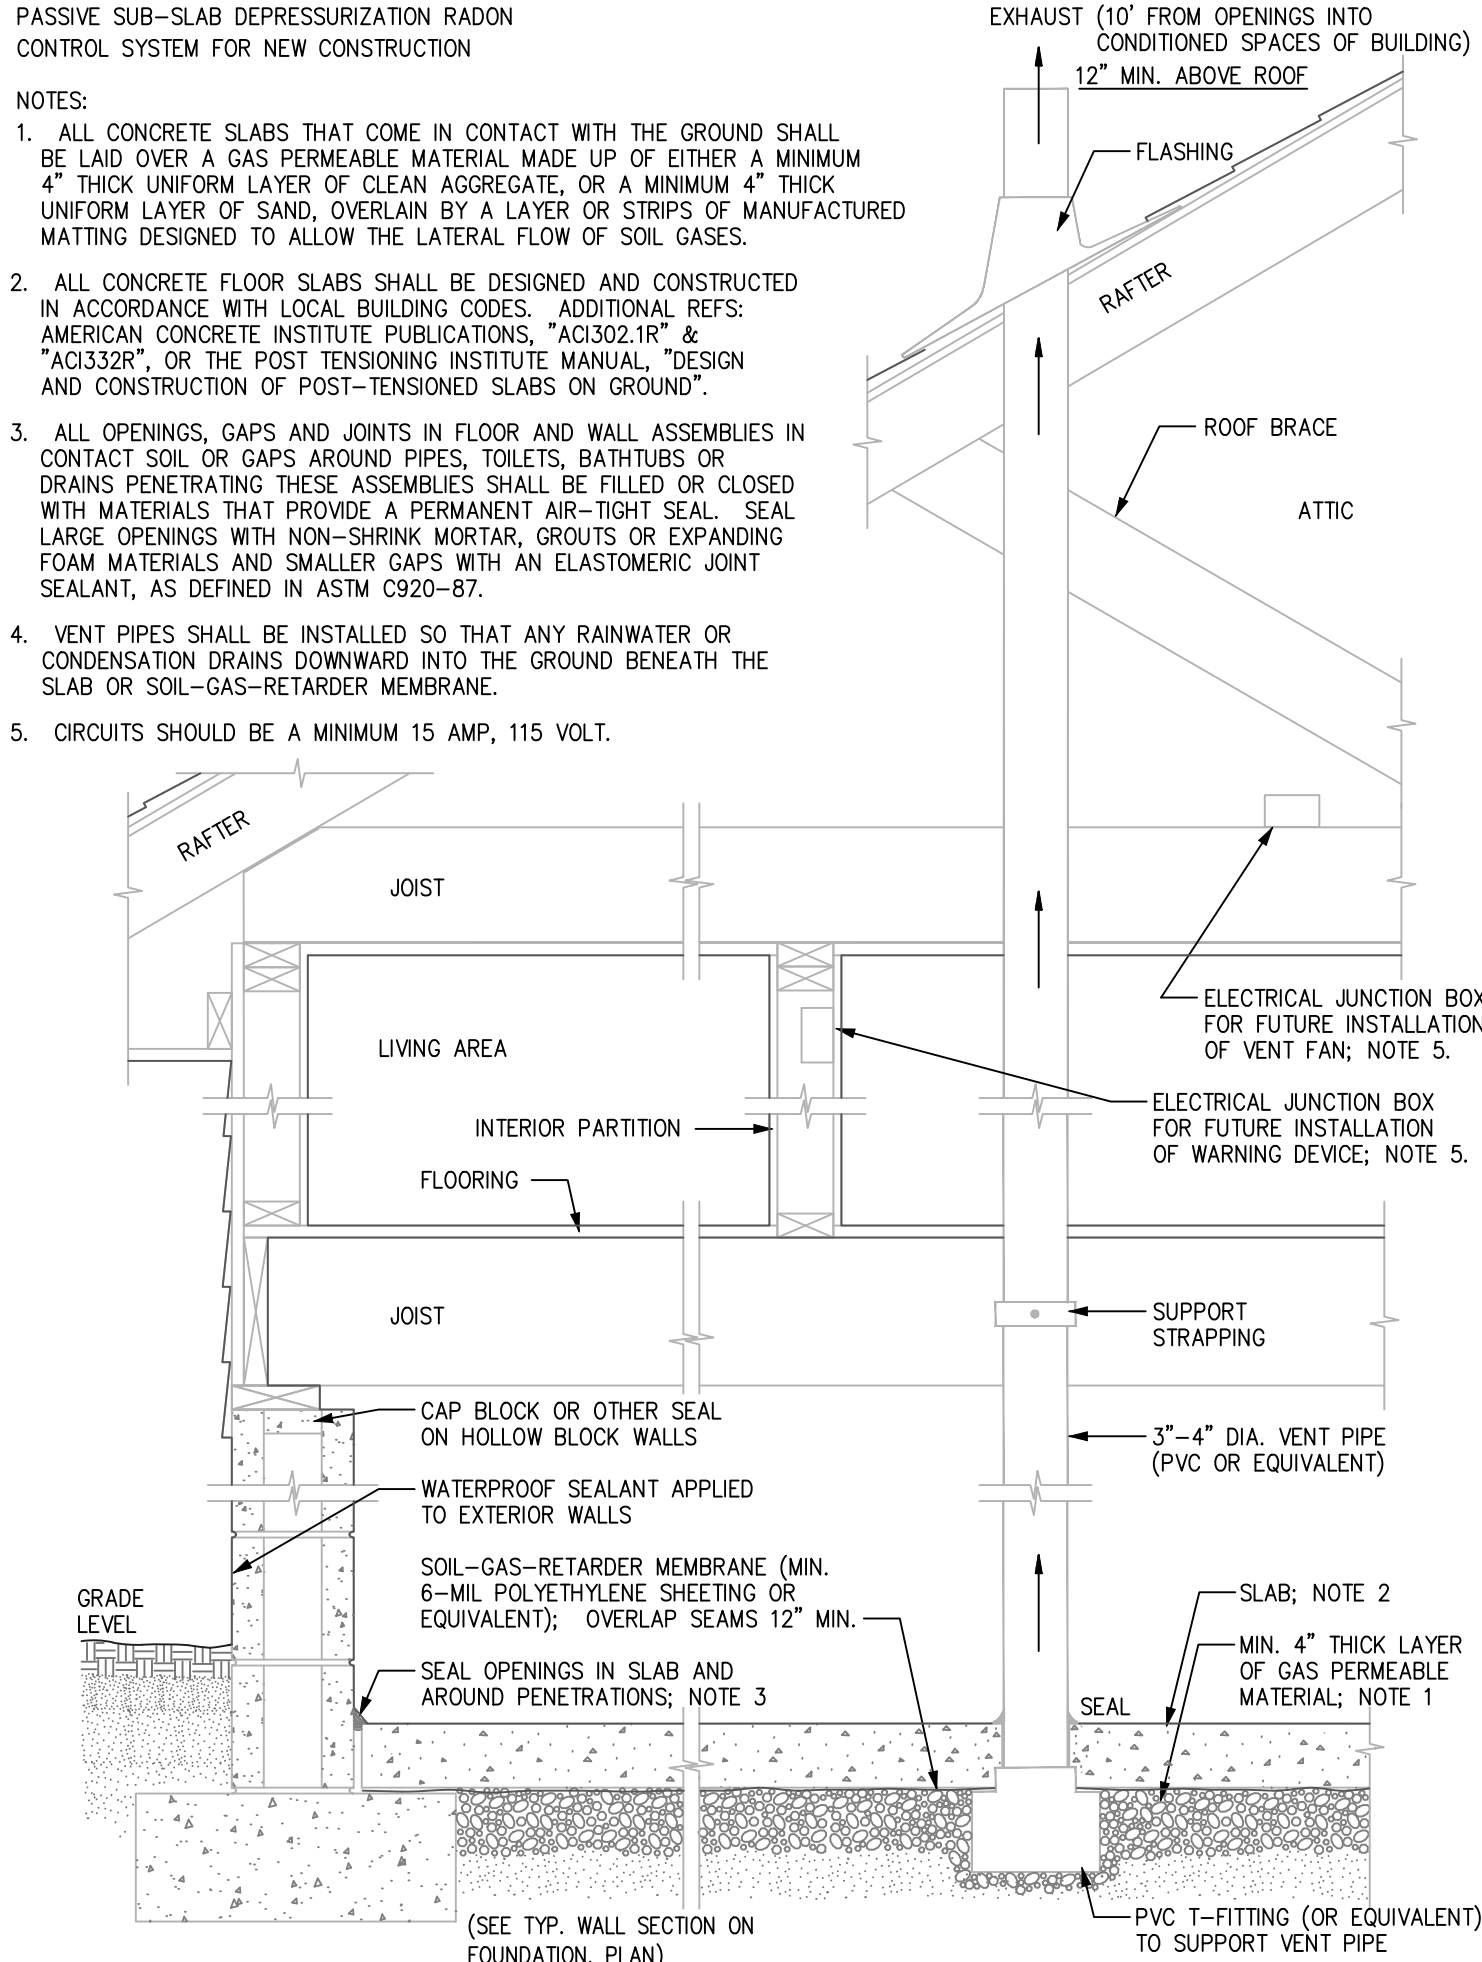 PASSIVE SUB-SLAB DEPRESSURIZATION RADON
CONTROL SYSTEM FOR NEW CONSTRUCTION
NOTES:
1. ALL CONCRETE SLABS THAT COME IN CONTACT WITH THE GROUND SHALL
BE LAID OVER A GAS PERMEABLE MATERIAL MADE UP OF EITHER A MINIMUM
4" THICK UNIFORM LAYER OF CLEAN AGGREGATE, OR A MINIMUM 4" THICK
UNIFORM LAYER OF SAND, OVERLAIN BY A LAYER OR STRIPS OF MANUFACTURED
MATTING DESIGNED TO ALLOW THE LATERAL FLOW OF SOIL GASES.
2. ALL CONCRETE FLOOR SLABS SHALL BE DESIGNED AND CONSTRUCTED
IN ACCORDANCE WITH LOCAL BUILDING CODES. ADDITIONAL REFS:
AMERICAN CONCRETE INSTITUTE PUBLICATIONS, "ACI302.1R" &
"ACI332R", OR THE POST TENSIONING INSTITUTE MANUAL, "DESIGN
AND CONSTRUCTION OF POST-TENSIONED SLABS ON GROUND".
3. ALL OPENINGS, GAPS AND JOINTS IN FLOOR AND WALL ASSEMBLIES IN
CONTACT SOIL OR GAPS AROUND PIPES, TOILETS, BATHTUBS OR
DRAINS PENETRATING THESE ASSEMBLIES SHALL BE FILLED OR CLOSED
WITH MATERIALS THAT PROVIDE A PERMANENT AIR-TIGHT SEAL. SEAL
LARGE OPENINGS WITH NON-SHRINK MORTAR, GROUTS OR EXPANDING
FOAM MATERIALS AND SMALLER GAPS WITH AN ELASTOMERIC JOINT
SEALANT, AS DEFINED IN ASTM C920-87.
4. VENT PIPES SHALL BE INSTALLED SO THAT ANY RAINWATER OR
CONDENSATION DRAINS DOWNWARD INTO THE GROUND BENEATH THE
SLAB OR SOIL-GAS-RETARDER MEMBRANE.
5. CIRCUITS SHOULD BE A MINIMUM 15 AMP, 115 VOLT.
EXHAUST (10' FROM OPENINGS INTO
CONDITIONED SPACES OF BUILDING)
12" MIN. ABOVE ROOF
FLASHING
RAFTER
ROOF BRACE
ATTIC
RAFTER
JOIST
ELECTRICAL JUNCTION BOX
FOR FUTURE INSTALLATION
OF VENT FAN; NOTE 5.
LIVING AREA
ELECTRICAL JUNCTION BOX
FOR FUTURE INSTALLATION
OF WARNING DEVICE; NOTE 5.
INTERIOR PARTITION
FLOORING
JOIST
SUPPORT
STRAPPING
CAP BLOCK OR OTHER SEAL
ON HOLLOW BLOCK WALLS
3"-4" DIA. VENT PIPE
(PVC OR EQUIVALENT)
WATERPROOF SEALANT APPLIED
TO EXTERIOR WALLS
SOIL-GAS-RETARDER MEMBRANE (MIN.
6-MIL POLYETHYLENE SHEETING OR
EQUIVALENT); OVERLAP SEAMS 12" MIN.
GRADE
LEVEL
SLAB; NOTE 2
MIN. 4" THICK LAYER
OF GAS PERMEABLE
MATERIAL; NOTE 1
SEAL OPENINGS IN SLAB AND
AROUND PENETRATIONS; NOTE 3
SEAL
(SEE TYP. WALL SECTION ON
FOUNDATION. PLAN)
PVC T-FITTING (OR EQUIVALENT)
TO SUPPORT VENT PIPE